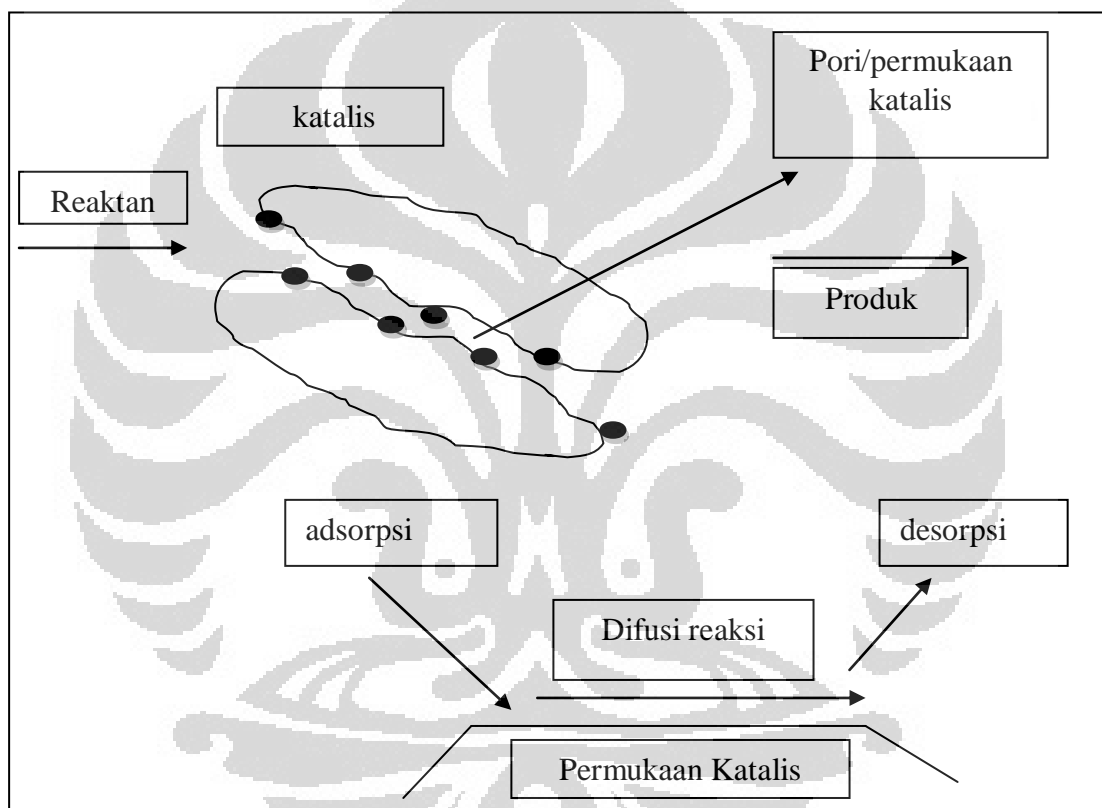 Pori/permukaan
katalis
katalis
Reaktan
Produk
adsorpsi
desorpsi
Difusi reaksi
Permukaan Katalis